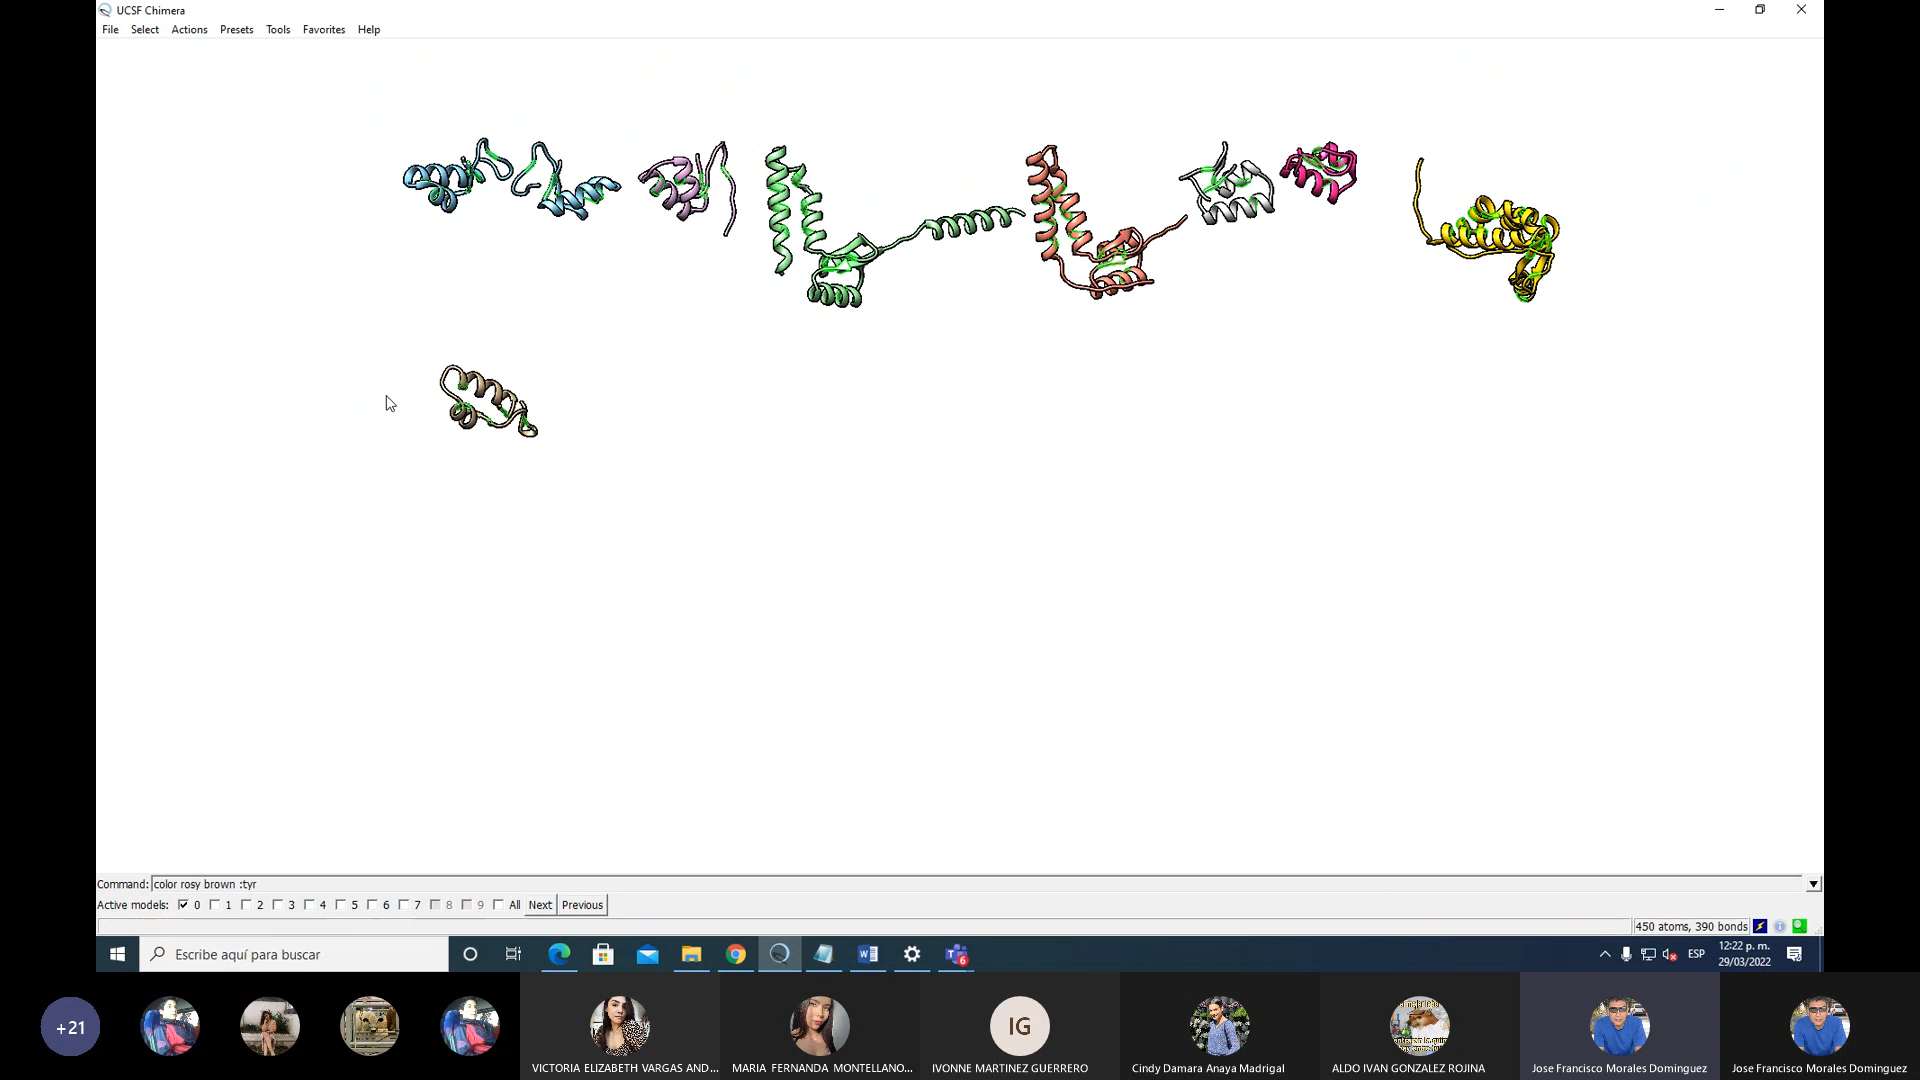 UCSF Chimera
File Select Actions Presets Tools Favorites Help
Command: color rosy brown :tyr
Active models: 0 1 2 3 4 5 6 7 8 9 All Next Previous
450 atoms, 390 bonds
Escribe aquí para buscar
ESP
12:22 p. m.
29/03/2022
+21
IG
VICTORIA ELIZABETH VARGAS AND...
MARIA FERNANDA MONTELLANO...
IVONNE MARTINEZ GUERRERO
Cindy Damara Anaya Madrigal
ALDO IVAN GONZALEZ ROJINA
Jose Francisco Morales Dominguez
Jose Francisco Morales Dominguez